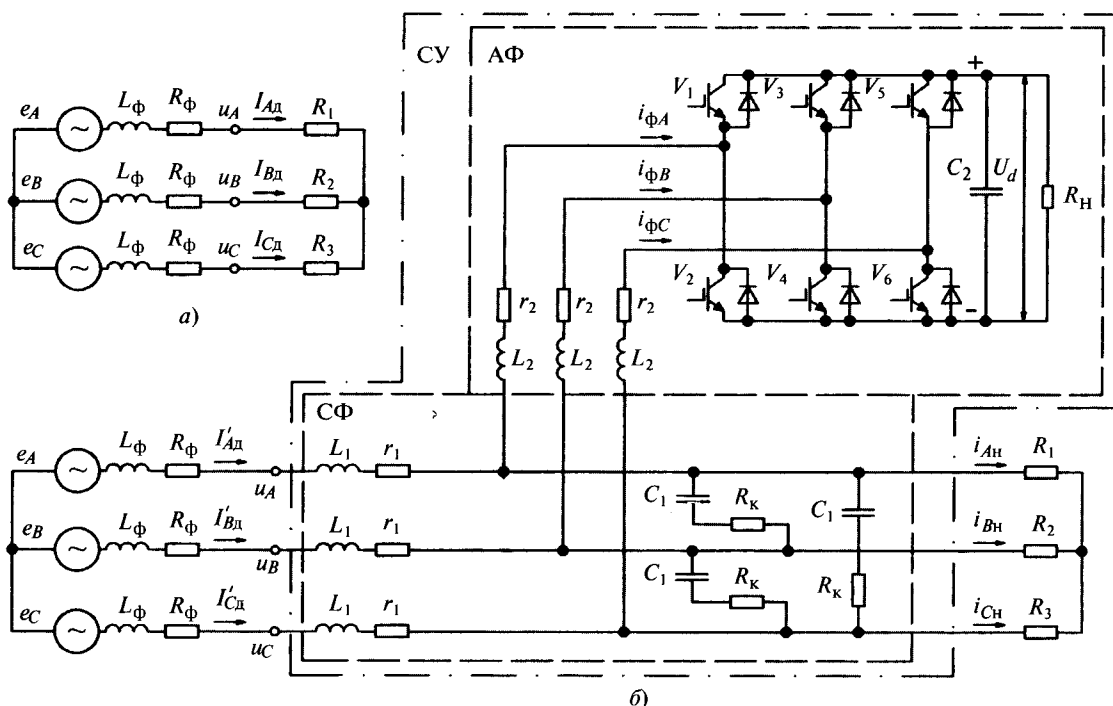 СУ
АФ
V1 V3 V5
+
eA Lф Rф uA IAд R1
iфA
eB Lф Rф uB IBд R2
iфB
C2 Ud RН
eC Lф Rф uC ICд R3
iфC
V2 V4 V6
-
а)
r2 r2 r2
L2 L2 L2
СФ
eA Lф Rф I′Aд uA L1 r1 iAн R1
C1 Rк C1
eB Lф Rф I′Bд uB L1 r1 iBн R2
C1 Rк Rк
eC Lф Rф I′Cд uC L1 r1 iCн R3
б)